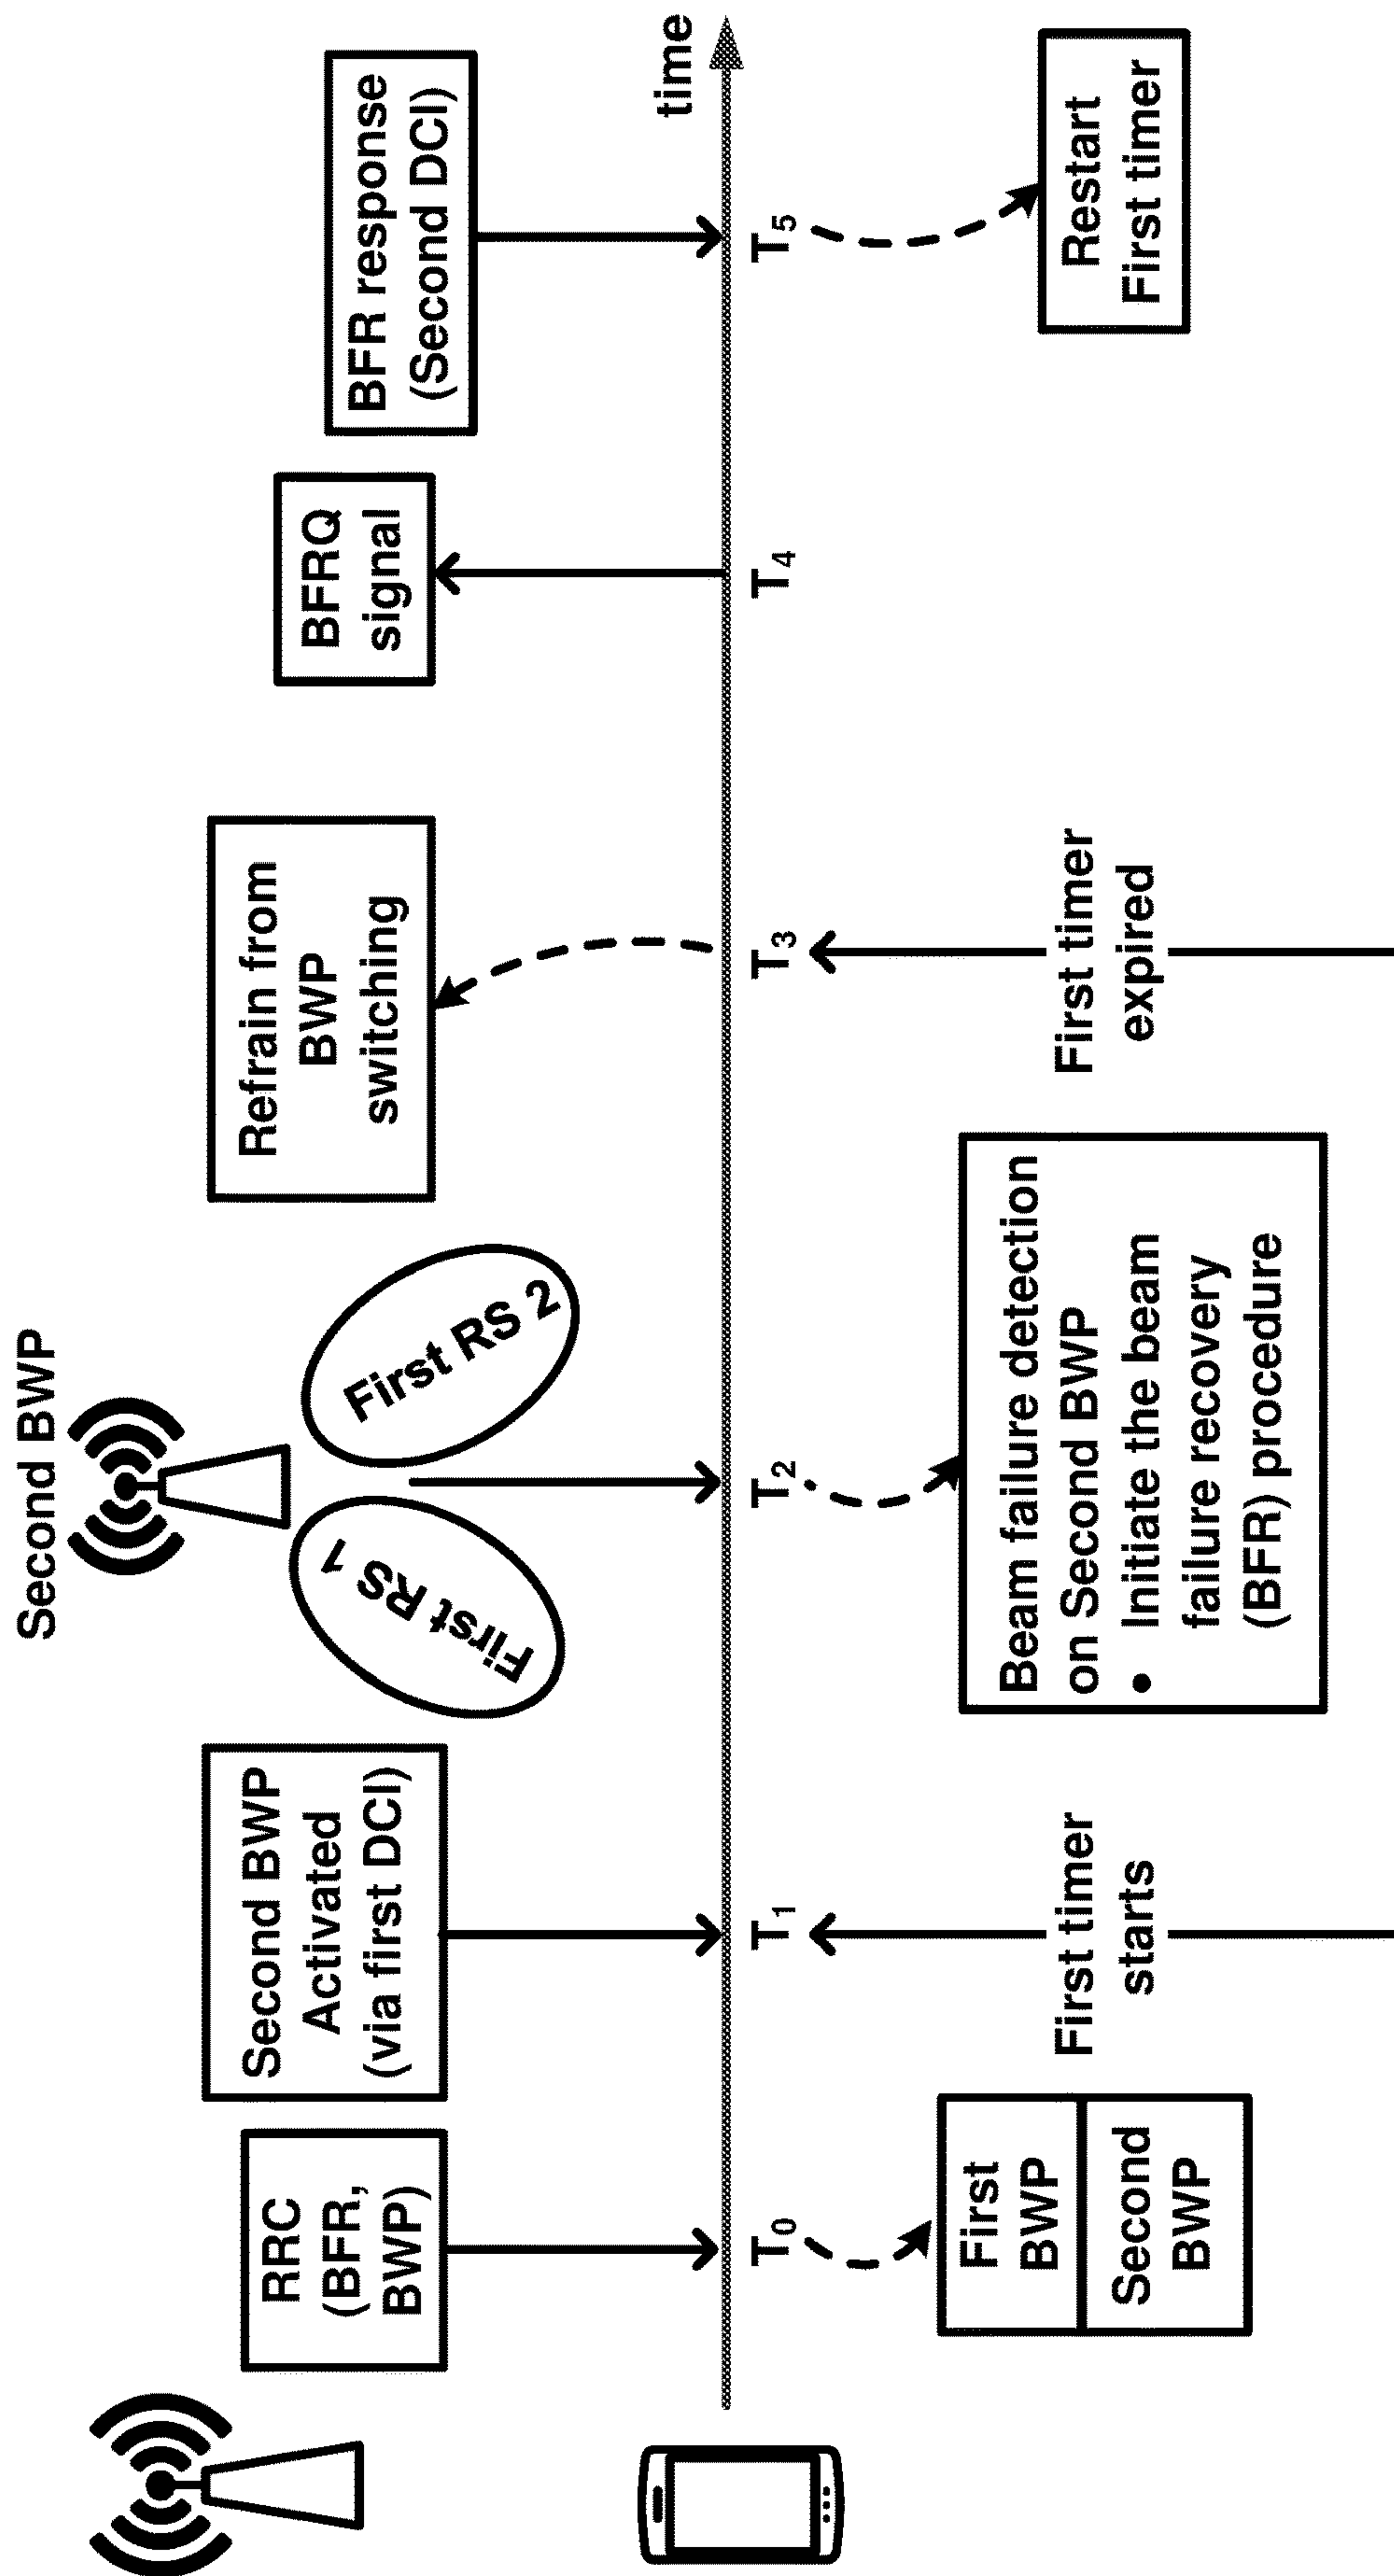 Second BWP
RRC
(BFR,
BWP)
Second BWP
Activated
(via first DCI)
First RS 1
First RS 2
Refrain from
BWP
switching
BFRQ
signal
BFR response
(Second DCI)
time
T0
T1
T2
T3
T4
T5
First
BWP
Second
BWP
First timer
starts
Beam failure detection
on Second BWP
• Initiate the beam
failure recovery
(BFR) procedure
First timer
expired
Restart
First timer